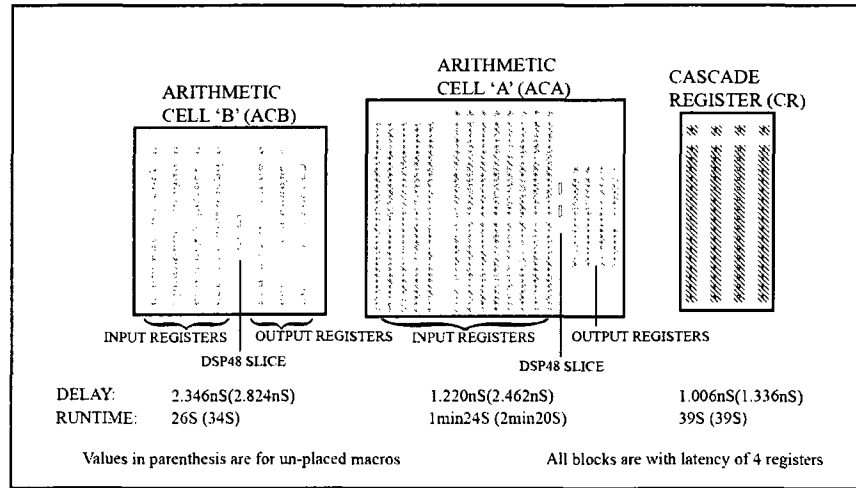 ARITHMETIC
CELL 'B' (ACB)
ARITHMETIC
CELL 'A' (ACA)
CASCADE
REGISTER (CR)
INPUT REGISTERS
OUTPUT REGISTERS
DSP48 SLICE
INPUT REGISTERS
OUTPUT REGISTERS
DSP48 SLICE
DELAY: 2.346nS(2.824nS) 1.220nS(2.462nS) 1.006nS(1.336nS)
RUNTIME: 26S (34S) 1min24S (2min20S) 39S (39S)
Values in parenthesis are for un-placed macros
All blocks are with latency of 4 registers